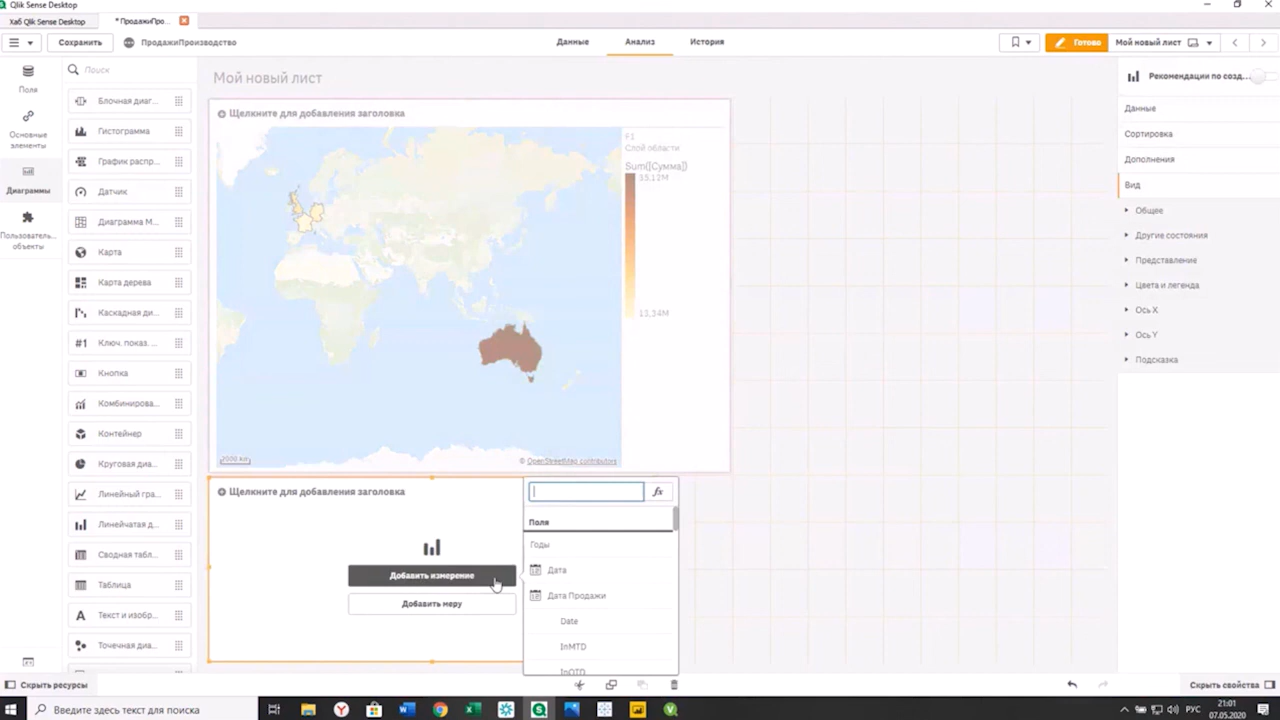 Qlik Sense Desktop
Хаб Qlik Sense Desktop
* ПродажиПро...
Сохранить
ПродажиПроизводство
Данные
Анализ
История
Готово
Мой новый лист
Поля
Основные
элементы
Диаграммы
Пользователь...
объекты
Поиск
Блочная диаг...
Гистограмма
График распр...
Датчик
Диаграмма М...
Карта
Карта дерева
Каскадная ди...
#1 Ключ. показ. ...
Кнопка
Комбинирова...
Контейнер
Круговая диа...
Линейный гра...
Линейчатая д...
Сводная табл...
Таблица
A Текст и изобр...
Точечная диа...
Мой новый лист
Щелкните для добавления заголовка
F1
Слой области
Sum([Сумма])
35,12M
13,34M
2000 km
© OpenStreetMap contributors
Щелкните для добавления заголовка
Добавить измерение
Добавить меру
fx
Поля
Годы
Дата
Дата Продажи
Date
InMTD
InQTD
Рекомендации по созд...
Данные
Сортировка
Дополнения
Вид
Общее
Другие состояния
Представление
Цвета и легенда
Ось X
Ось Y
Подсказка
Скрыть ресурсы
Скрыть свойства
Введите здесь текст для поиска
РУС
21:01
07.05.2020